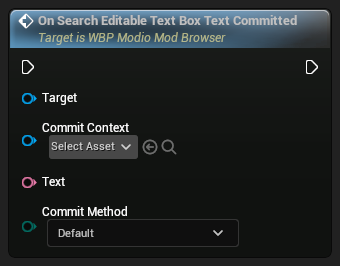 On Search Editable Text Box Text Committed
Target is WBP Modio Mod Browser
Target
Commit Context
Select Asset
Text
Commit Method
Default